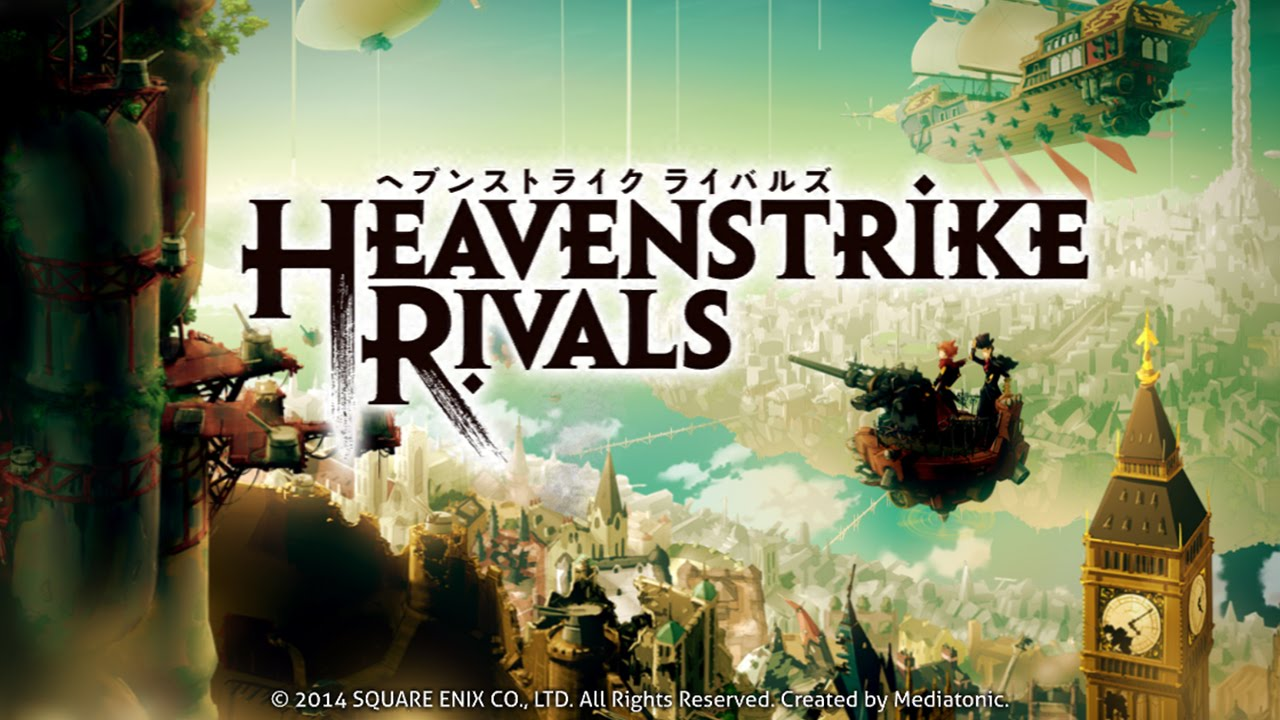 ヘブンストライク ライバルズ
HEAVENSTRIKE
RIVALS
© 2014 SQUARE ENIX CO., LTD. All Rights Reserved. Created by Mediatonic.